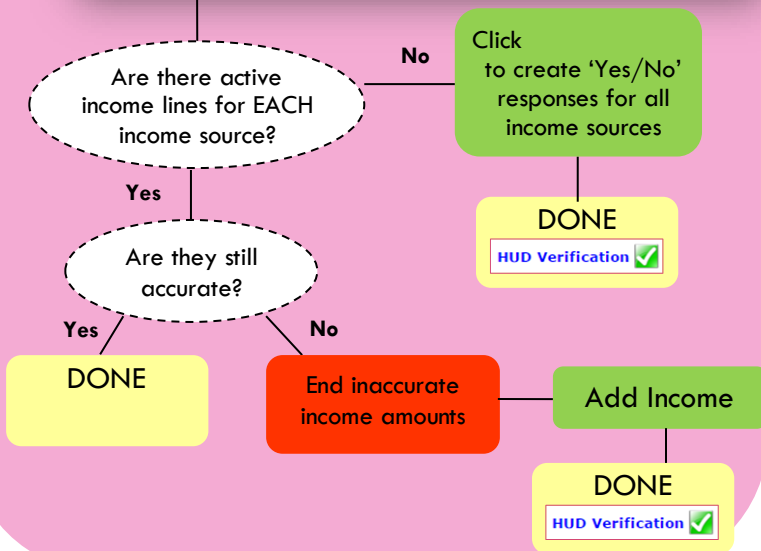 Are there active
income lines for EACH
income source?
No
Click
to create ‘Yes/No’
responses for all
income sources
DONE
HUD Verification
Yes
Are they still
accurate?
Yes
DONE
No
End inaccurate
income amounts
Add Income
DONE
HUD Verification